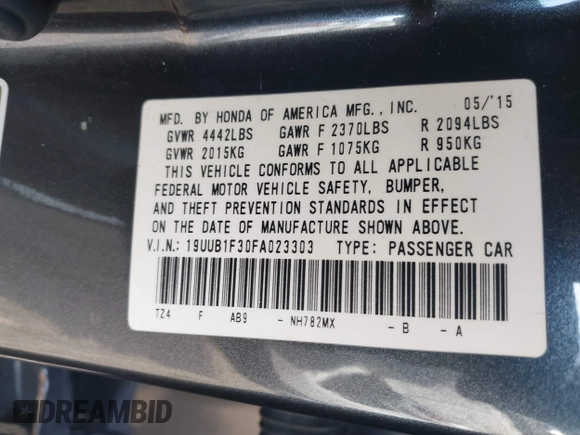 MFD. BY HONDA OF AMERICA MFG., INC. 05/'15
GVWR 4442LBS GAWR F 2370LBS R 2094LBS
GVWR 2015KG GAWR F 1075KG R 950KG
THIS VEHICLE CONFORMS TO ALL APPLICABLE
FEDERAL MOTOR VEHICLE SAFETY, BUMPER,
AND THEFT PREVENTION STANDARDS IN EFFECT
ON THE DATE OF MANUFACTURE SHOWN ABOVE.
V.I.N: 19UUB1F30FA023303 TYPE: PASSENGER CAR
TZ4 F AB9 - NH782MX - B - A
DREAMBID